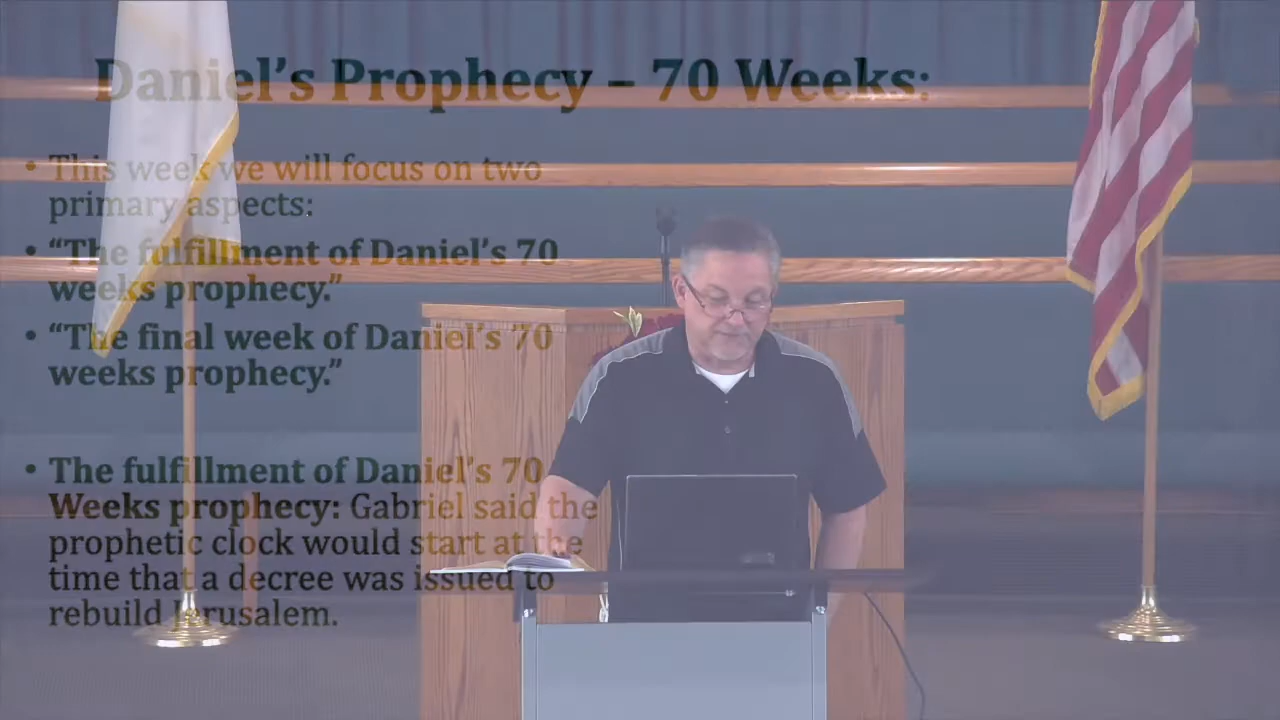 Daniel’s Prophecy – 70 Weeks:
• This week we will focus on two
primary aspects:
• “The fulfillment of Daniel’s 70
weeks prophecy.”
• “The final week of Daniel’s 70
weeks prophecy.”
• The fulfillment of Daniel’s 70
Weeks prophecy: Gabriel said the
prophetic clock would start at the
time that a decree was issued to
rebuild Jerusalem.